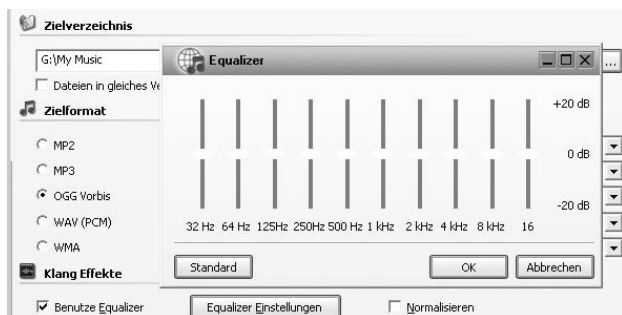 Zielverzeichnis
G:\My Music
...
Dateien in gleiches Ve
Zielformat
MP2
MP3
OGG Vorbis
WAV (PCM)
WMA
Klang Effekte
Benutze Equalizer
Equalizer Einstellungen
Normalisieren
Equalizer
+20 dB
0 dB
-20 dB
32 Hz 64 Hz 125Hz 250Hz 500 Hz 1 kHz 2 kHz 4 kHz 8 kHz 16
Standard
OK
Abbrechen